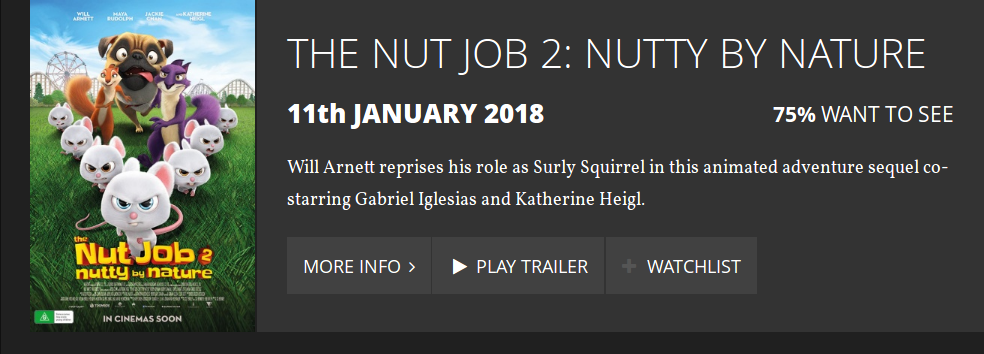 WILL ARNETT
MAYA RUDOLPH
JACKIE CHAN
WITH KATHERINE HEIGL
the
Nut Job 2
nutty by nature
IN CINEMAS SOON
THE NUT JOB 2: NUTTY BY NATURE
11th JANUARY 2018
75% WANT TO SEE
Will Arnett reprises his role as Surly Squirrel in this animated adventure sequel co-
starring Gabriel Iglesias and Katherine Heigl.
MORE INFO
PLAY TRAILER
WATCHLIST